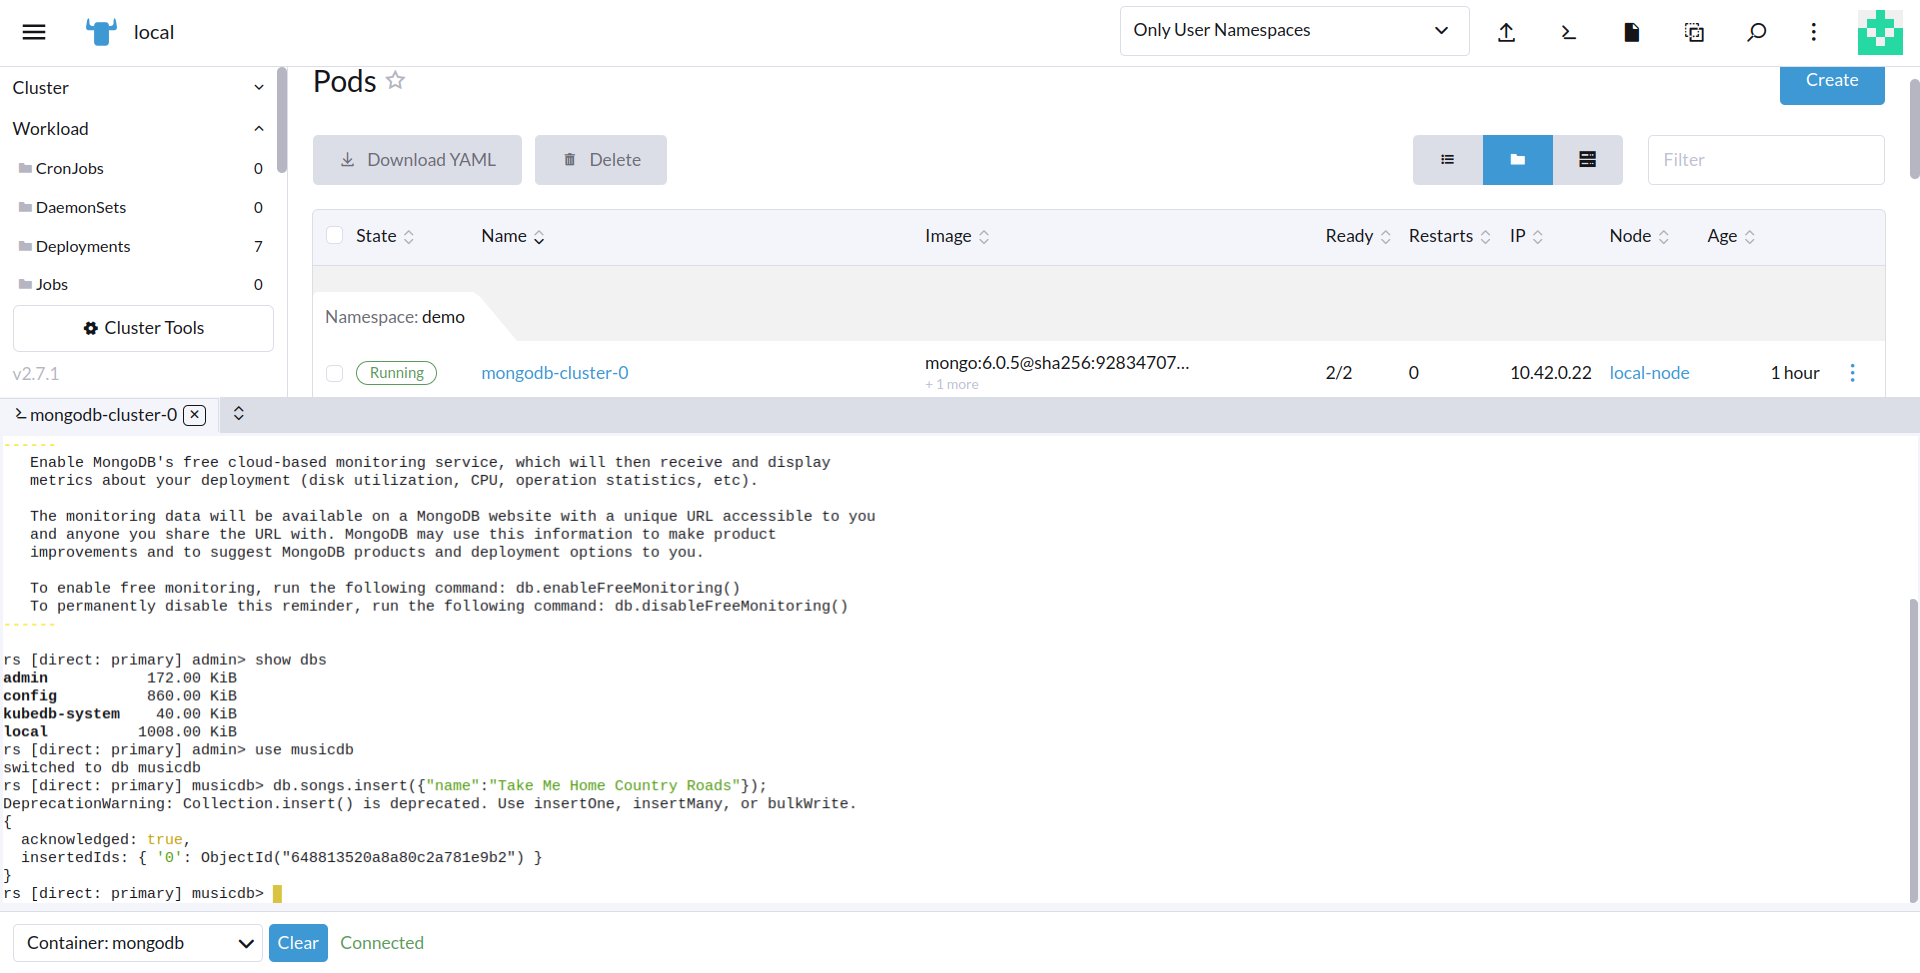 local
Only User Namespaces
Cluster
Workload
CronJobs 0
DaemonSets 0
Deployments 7
Jobs 0
Cluster Tools
v2.7.1
Pods
Create
Download YAML
Delete
Filter
State Name Image Ready Restarts IP Node Age
Namespace: demo
Running mongodb-cluster-0 mongo:6.0.5@sha256:92834707... 2/2 0 10.42.0.22 local-node 1 hour
+ 1 more
mongodb-cluster-0
------
Enable MongoDB's free cloud-based monitoring service, which will then receive and display
metrics about your deployment (disk utilization, CPU, operation statistics, etc).
The monitoring data will be available on a MongoDB website with a unique URL accessible to you
and anyone you share the URL with. MongoDB may use this information to make product
improvements and to suggest MongoDB products and deployment options to you.
To enable free monitoring, run the following command: db.enableFreeMonitoring()
To permanently disable this reminder, run the following command: db.disableFreeMonitoring()
------
rs [direct: primary] admin> show dbs
admin 172.00 KiB
config 860.00 KiB
kubedb-system 40.00 KiB
local 1008.00 KiB
rs [direct: primary] admin> use musicdb
switched to db musicdb
rs [direct: primary] musicdb> db.songs.insert({"name":"Take Me Home Country Roads"});
DeprecationWarning: Collection.insert() is deprecated. Use insertOne, insertMany, or bulkWrite.
{
acknowledged: true,
insertedIds: { '0': ObjectId("648813520a8a80c2a781e9b2") }
}
rs [direct: primary] musicdb>
Container: mongodb
Clear
Connected